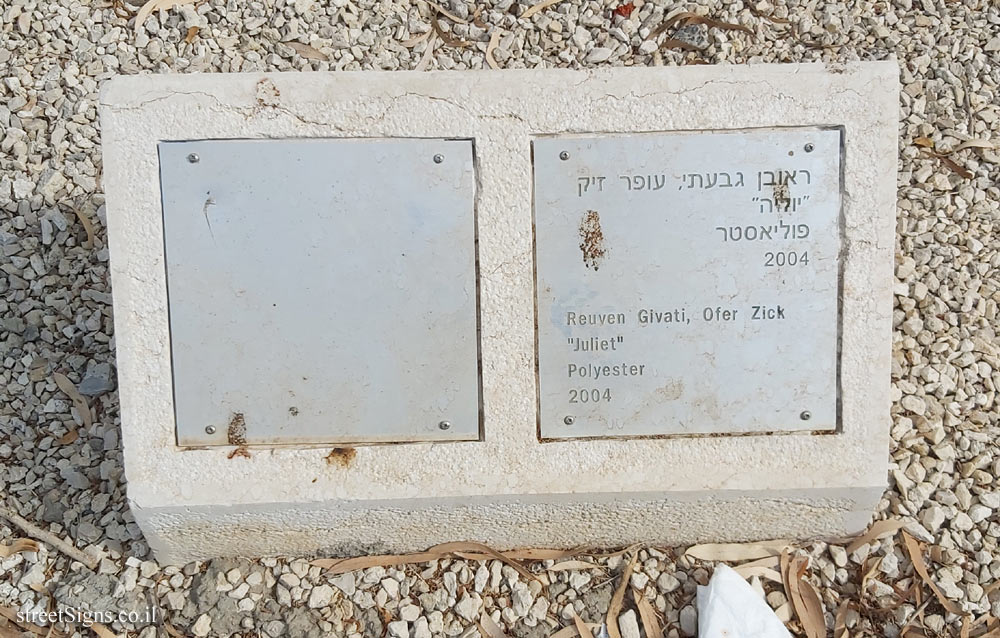 ראובן גבעתי, עופר זיק
"יוליה"
פוליאסטר
2004
Reuven Givati, Ofer Zick
"Juliet"
Polyester
2004
streetSigns.co.il